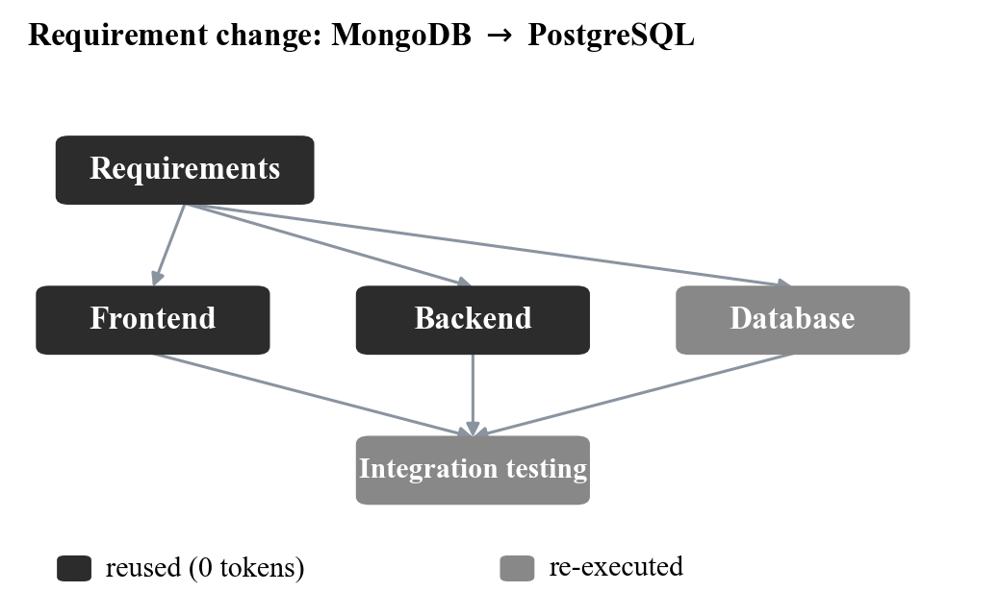 Requirement change: MongoDB → PostgreSQL
Requirements
Frontend
Backend
Database
Integration testing
reused (0 tokens)
re-executed